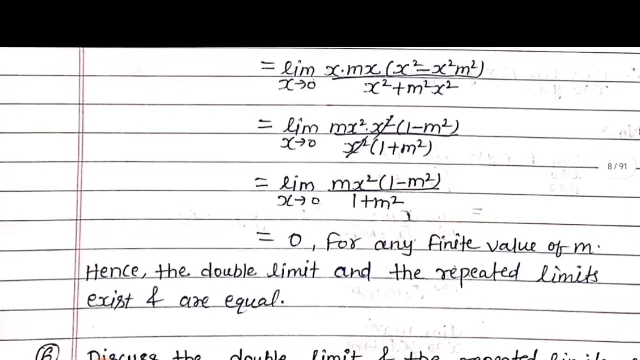 = lim x→0 x·mx(x²−x²m²) / x²+m²x²
= lim x→0 mx²·x²(1−m²) / x²(1+m²)
8/91
= lim x→0 mx²(1−m²) / 1+m²
= 0, for any finite value of m.
Hence, the double limit and the repeated limits
exist & are equal.
Discuss the double limit & the repeated limits